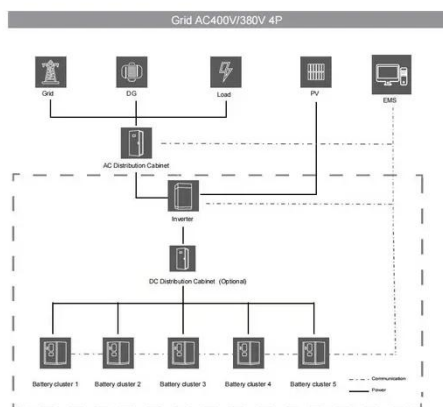 Grid AC400V/380V 4P
Grid
DG
Load
PV
EMS
AC Distribution Cabinet
Inverter
DC Distribution Cabinet (Optional)
Battery cluster 1
Battery cluster 2
Battery cluster 3
Battery cluster 4
Battery cluster 5
Communication
Power